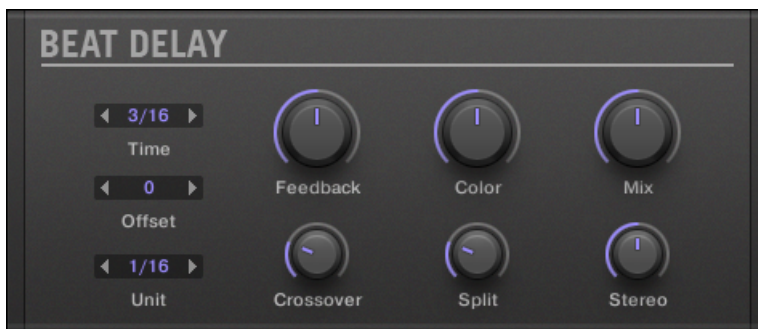 BEAT DELAY
3/16
Time
Feedback Color Mix
0
Offset
1/16
Unit
Crossover Split Stereo